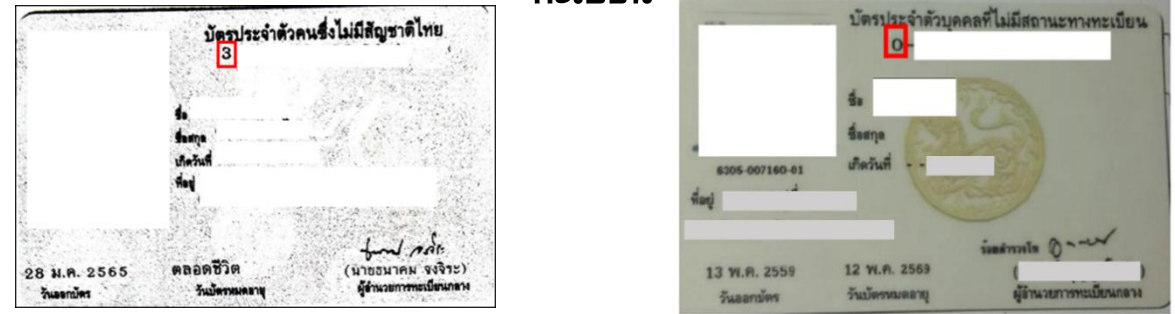 บัตรประจำตัวคนซึ่งไม่มีสัญชาติไทย
3
ชื่อ
ชื่อสกุล
เกิดวันที่
ที่อยู่
28 ม.ค. 2565
วันออกบัตร
ตลอดชีวิต
วันบัตรหมดอายุ
(นายธนาคม จงจิระ)
ผู้อำนวยการทะเบียนกลาง
บัตรประจำตัวบุคคลที่ไม่มีสถานะทางทะเบียน
0-
ชื่อ
ชื่อสกุล
เกิดวันที่ - -
6305-007160-01
ที่อยู่
13 พ.ค. 2559
วันออกบัตร
12 พ.ค. 2569
วันบัตรหมดอายุ
ผู้อำนวยการทะเบียนกลาง